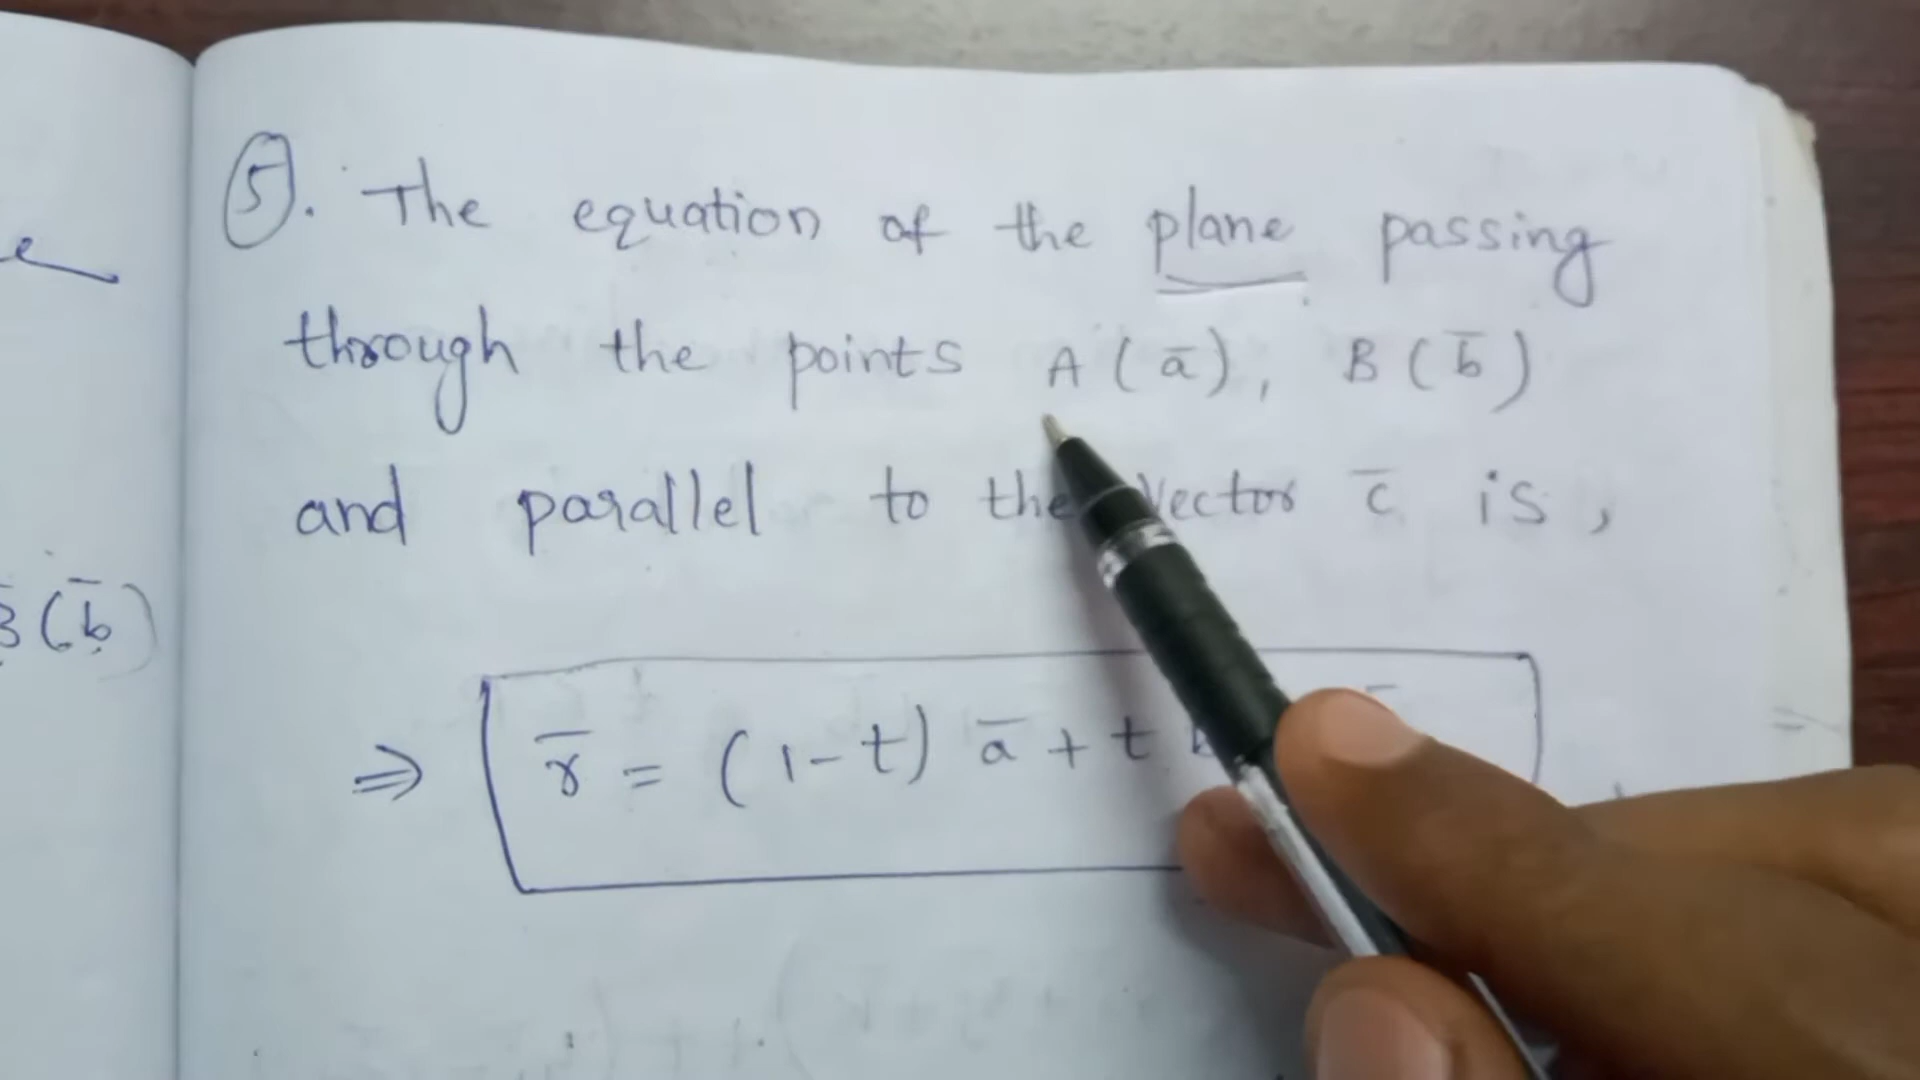 e
B(b̄)
⑤. The equation of the plane passing
through the points A(ā), B(b̄)
and parallel to the vector c̄ is,
⇒ r̄ = (1-t) ā + t